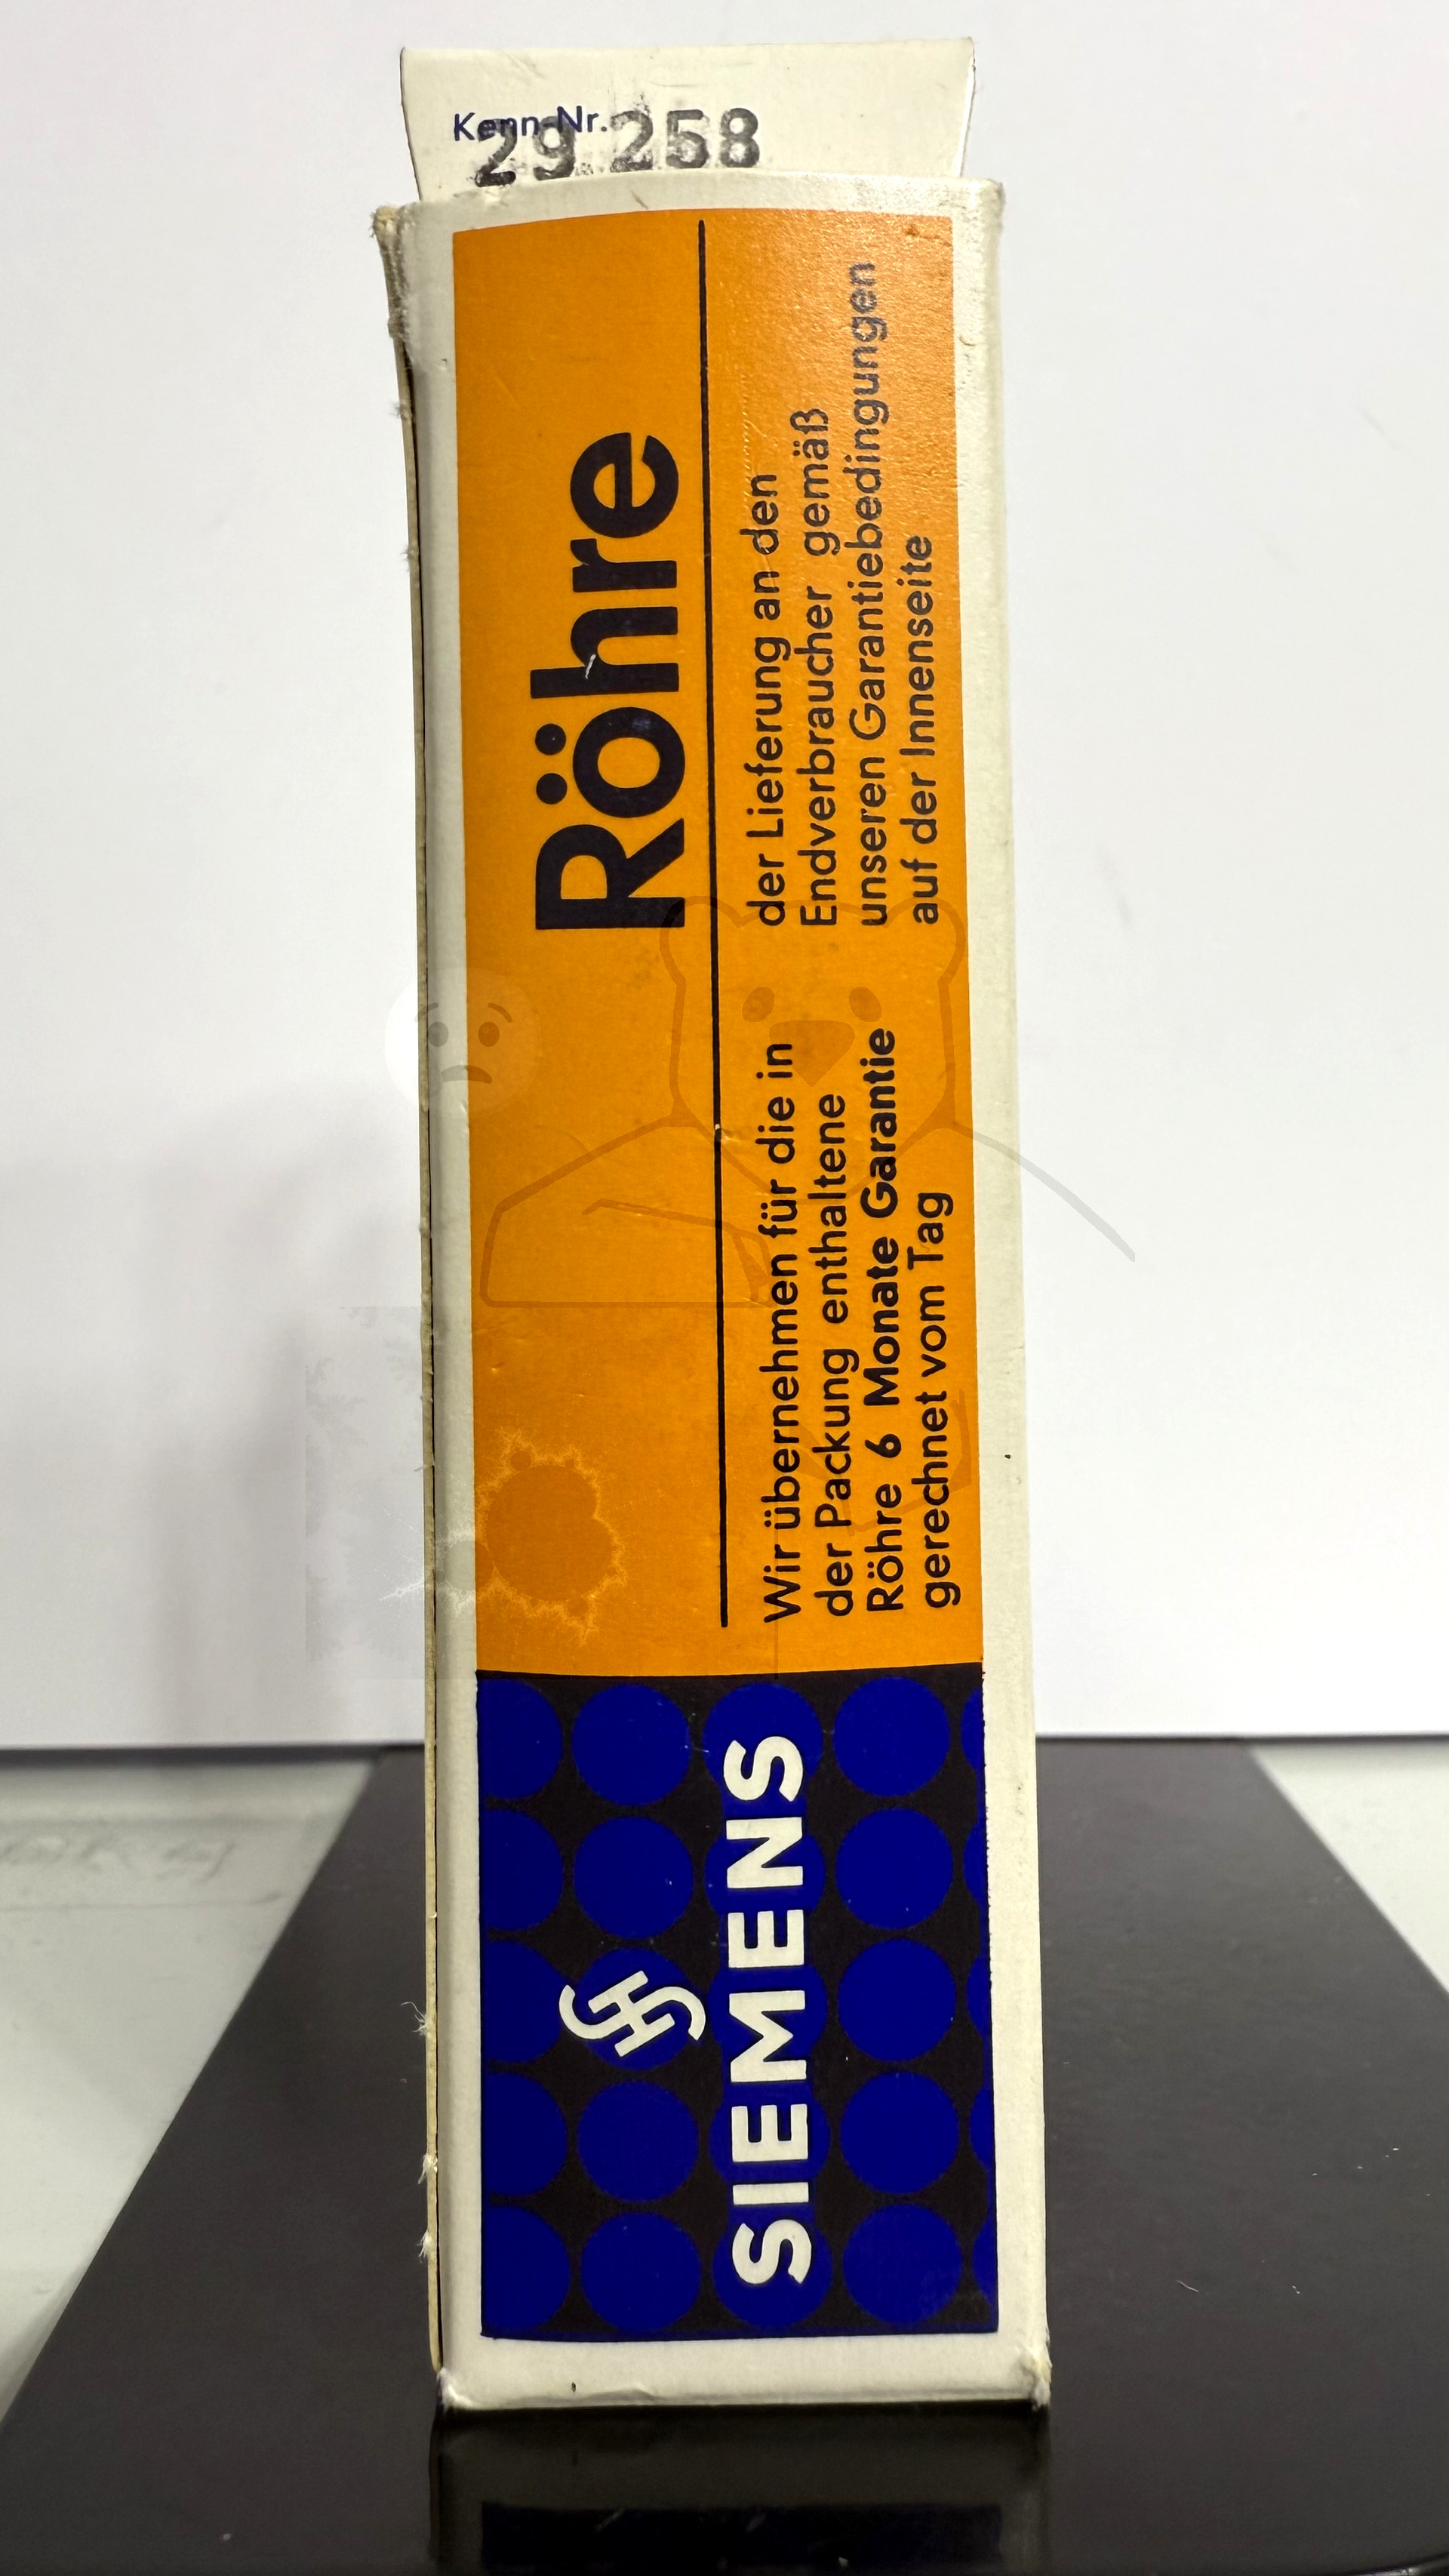 Kenn-Nr.
29 258
Röhre
Wir übernehmen für die in
der Packung enthaltene
Röhre 6 Monate Garantie
gerechnet vom Tag
der Lieferung an den
Endverbraucher gemäß
unseren Garantiebedingungen
auf der Innenseite
SIEMENS